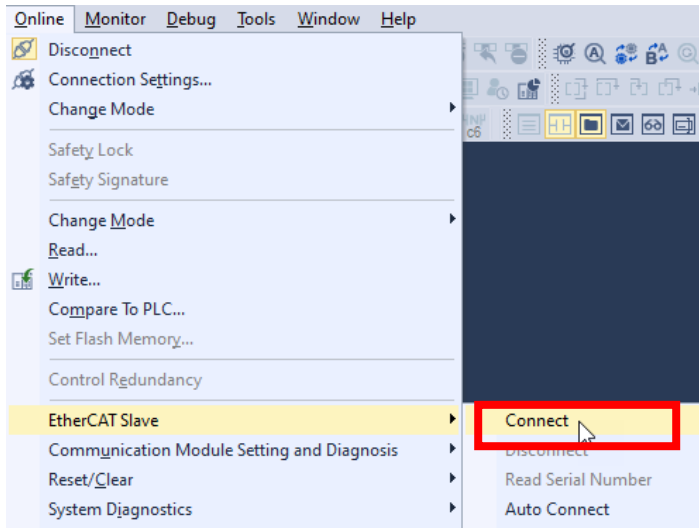 Online Monitor Debug Tools Window Help
Disconnect
Connection Settings...
Change Mode
c6
Safety Lock
Safety Signature
Change Mode
Read...
Write...
Compare To PLC...
Set Flash Memory...
Control Redundancy
EtherCAT Slave
Connect
Communication Module Setting and Diagnosis
Disconnect
Reset/Clear
Read Serial Number
System Diagnostics
Auto Connect